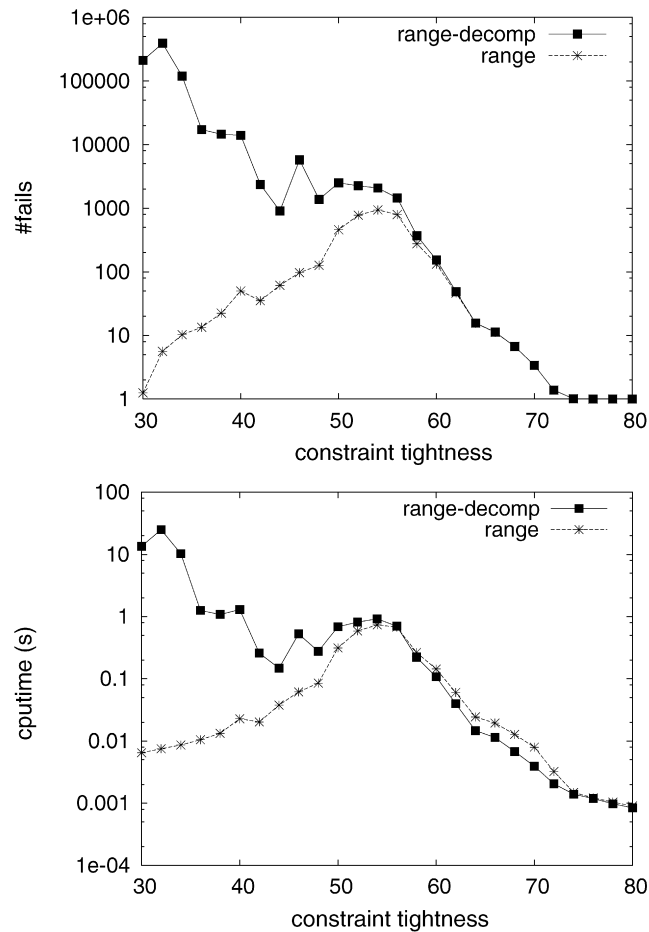 1e+06
100000
10000
1000
100
10
1
#fails
range-decomp
range
30 40 50 60 70 80
constraint tightness
100
10
1
0.1
0.01
0.001
1e-04
cputime (s)
range-decomp
range
30 40 50 60 70 80
constraint tightness